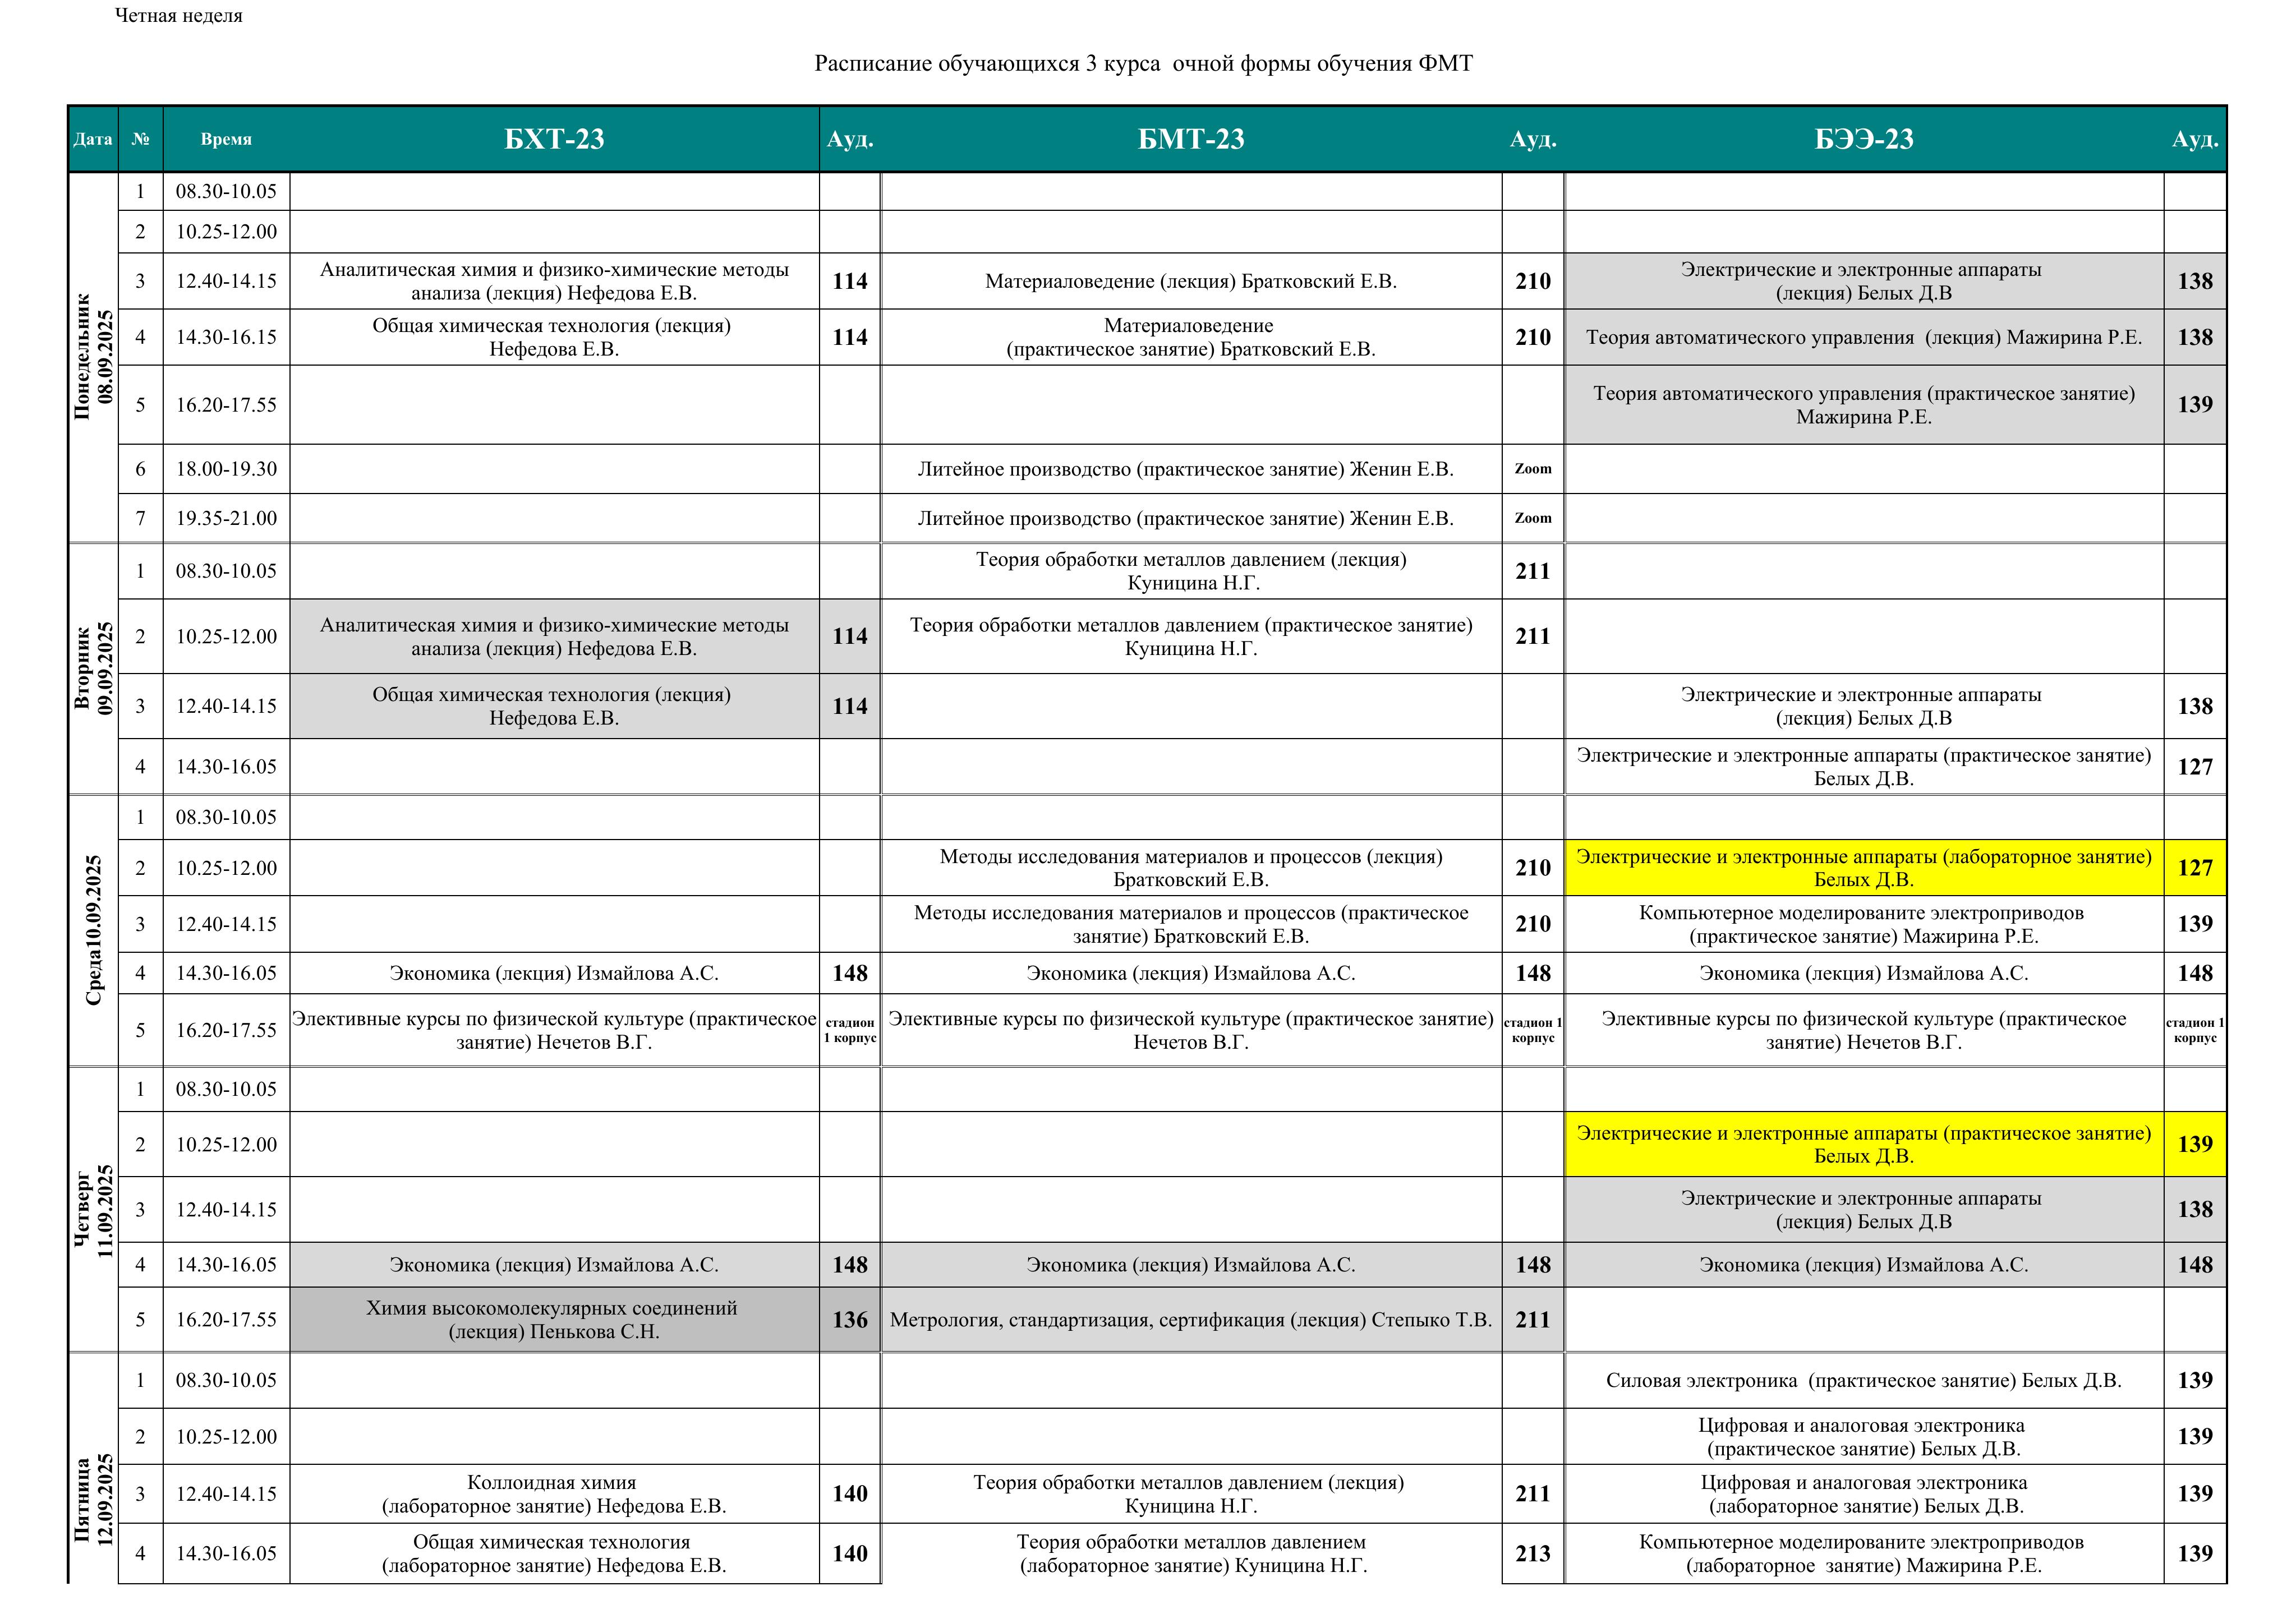 Четная неделя
Расписание обучающихся 3 курса  очной формы обучения ФМТ
Дата № Время БХТ-23 Ауд. БМТ-23 Ауд. БЭЭ-23 Ауд.
Понедельник
08.09.2025
1 08.30-10.05
2 10.25-12.00
3 12.40-14.15
Аналитическая химия и физико-химические методы
анализа (лекция) Нефедова Е.В.
114
Материаловедение (лекция) Братковский Е.В.
210
Электрические и электронные аппараты
(лекция) Белых Д.В
138
4 14.30-16.15
Общая химическая технология (лекция)
Нефедова Е.В.
114
Материаловедение
(практическое занятие) Братковский Е.В.
210
Теория автоматического управления  (лекция) Мажирина Р.Е.
138
5 16.20-17.55
Теория автоматического управления (практическое занятие)
Мажирина Р.Е.
139
6 18.00-19.30
Литейное производство (практическое занятие) Женин Е.В.
Zoom
7 19.35-21.00
Литейное производство (практическое занятие) Женин Е.В.
Zoom
Вторник
09.09.2025
1 08.30-10.05
Теория обработки металлов давлением (лекция)
Куницина Н.Г.
211
2 10.25-12.00
Аналитическая химия и физико-химические методы
анализа (лекция) Нефедова Е.В.
114
Теория обработки металлов давлением (практическое занятие)
Куницина Н.Г.
211
3 12.40-14.15
Общая химическая технология (лекция)
Нефедова Е.В.
114
Электрические и электронные аппараты
(лекция) Белых Д.В
138
4 14.30-16.05
Электрические и электронные аппараты (практическое занятие)
Белых Д.В.
127
Среда10.09.2025
1 08.30-10.05
2 10.25-12.00
Методы исследования материалов и процессов (лекция)
Братковский Е.В.
210
Электрические и электронные аппараты (лабораторное занятие)
Белых Д.В.
127
3 12.40-14.15
Методы исследования материалов и процессов (практическое
занятие) Братковский Е.В.
210
Компьютерное моделированите электроприводов
(практическое занятие) Мажирина Р.Е.
139
4 14.30-16.05
Экономика (лекция) Измайлова А.С.
148
Экономика (лекция) Измайлова А.С.
148
Экономика (лекция) Измайлова А.С.
148
5 16.20-17.55
Элективные курсы по физической культуре (практическое
занятие) Нечетов В.Г.
стадион
1 корпус
Элективные курсы по физической культуре (практическое занятие)
Нечетов В.Г.
стадион 1
корпус
Элективные курсы по физической культуре (практическое
занятие) Нечетов В.Г.
стадион 1
корпус
Четверг
11.09.2025
1 08.30-10.05
2 10.25-12.00
Электрические и электронные аппараты (практическое занятие)
Белых Д.В.
139
3 12.40-14.15
Электрические и электронные аппараты
(лекция) Белых Д.В
138
4 14.30-16.05
Экономика (лекция) Измайлова А.С.
148
Экономика (лекция) Измайлова А.С.
148
Экономика (лекция) Измайлова А.С.
148
5 16.20-17.55
Химия высокомолекулярных соединений
(лекция) Пенькова С.Н.
136
Метрология, стандартизация, сертификация (лекция) Степыко Т.В.
211
Пятница
12.09.2025
1 08.30-10.05
Силовая электроника  (практическое занятие) Белых Д.В.
139
2 10.25-12.00
Цифровая и аналоговая электроника
(практическое занятие) Белых Д.В.
139
3 12.40-14.15
Коллоидная химия
(лабораторное занятие) Нефедова Е.В.
140
Теория обработки металлов давлением (лекция)
Куницина Н.Г.
211
Цифровая и аналоговая электроника
(лабораторное занятие) Белых Д.В.
139
4 14.30-16.05
Общая химическая технология
(лабораторное занятие) Нефедова Е.В.
140
Теория обработки металлов давлением
(лабораторное занятие) Куницина Н.Г.
213
Компьютерное моделированите электроприводов
(лабораторное  занятие) Мажирина Р.Е.
139